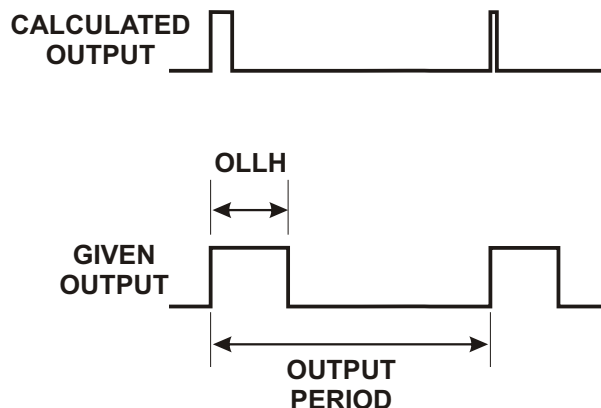 CALCULATED
OUTPUT
OLLH
GIVEN
OUTPUT
OUTPUT
PERIOD